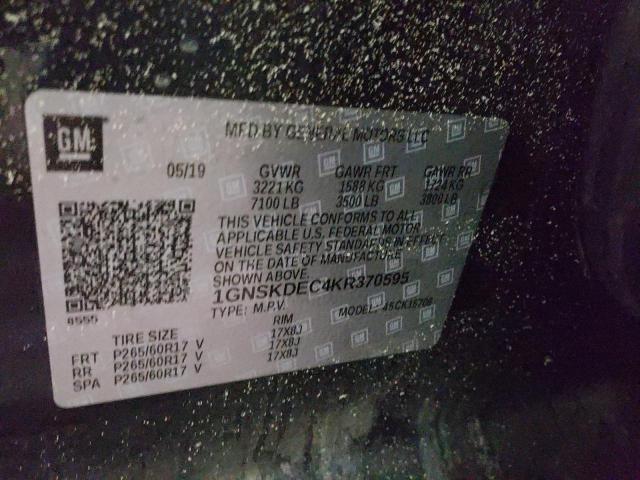 GM
MFD BY GENERAL MOTORS LLC
05/19 GVWR GAWR FRT GAWR RR
3221 KG 1588 KG 1724 KG
7100 LB 3500 LB 3800 LB
THIS VEHICLE CONFORMS TO ALL
APPLICABLE U.S. FEDERAL MOTOR
VEHICLE SAFETY STANDARDS IN EFFECT
ON THE DATE OF MANUFACTURE
SHOWN ABOVE.
1GNSKDEC4KR370595
TYPE: M.P.V. MODEL: 4SCK15706
8555
TIRE SIZE RIM
FRT P265/60R17 V 17X8J
RR P265/60R17 V 17X8J
SPA P265/60R17 V 17X8J